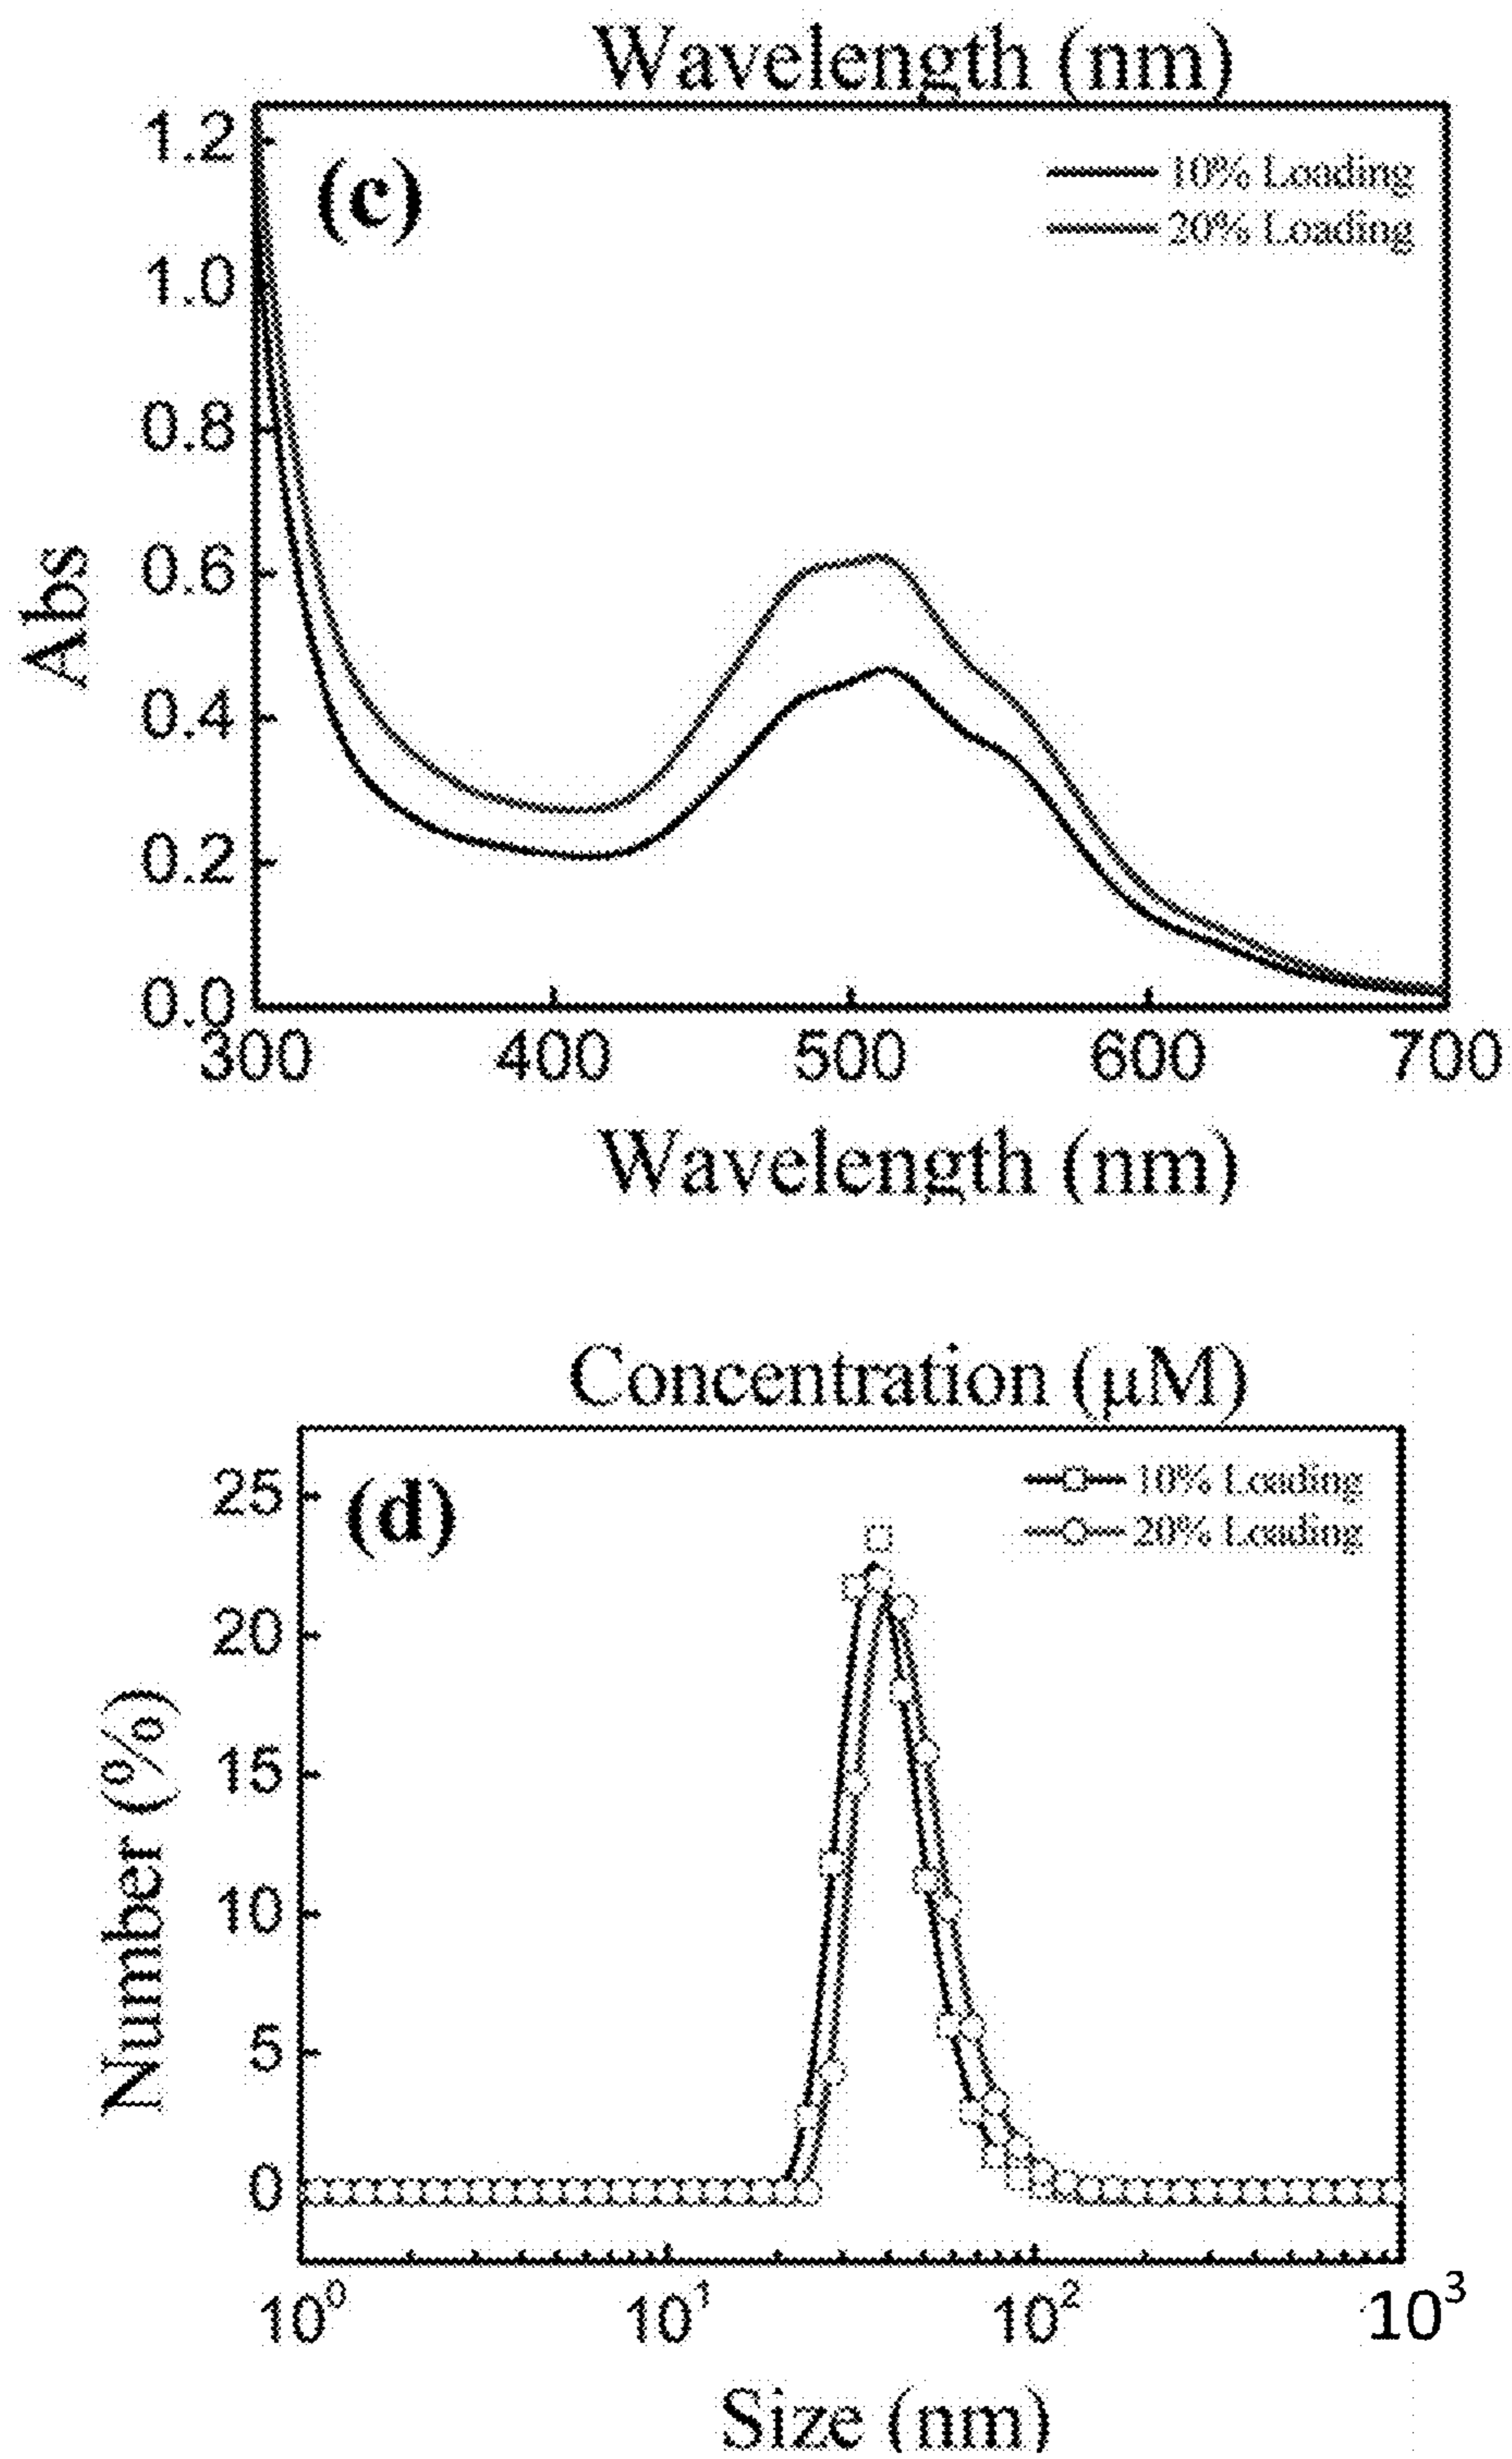 Wavelength (nm)
(c)
10% Loading
20% Loading
1.2
1.0
0.8
0.6
0.4
0.2
0.0
Abs
300 400 500 600 700
Wavelength (nm)
Concentration (μM)
(d)
10% Loading
20% Loading
25
20
15
10
5
0
Number (%)
10⁰ 10¹ 10² 10³
Size (nm)